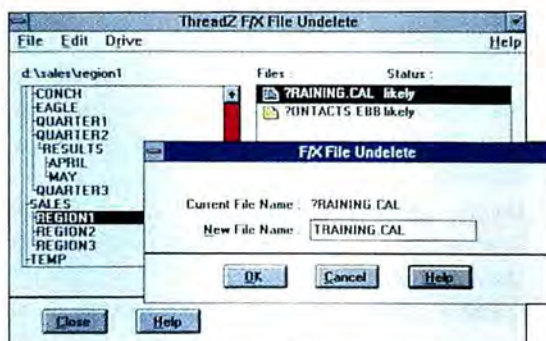 ThreadZ F/X File Undelete
File Edit Drive Help
d:\sales\region1
Files : Status :
CONCH
EAGLE
QUARTER1
QUARTER2
RESULTS
APRIL
MAY
QUARTER3
SALES
REGION1
REGION2
REGION3
TEMP
?RAINING.CAL likely
?ONTACTS EBB likely
F/X File Undelete
Current File Name : ?RAINING.CAL
New File Name : TRAINING.CAL
OK Cancel Help
Close Help